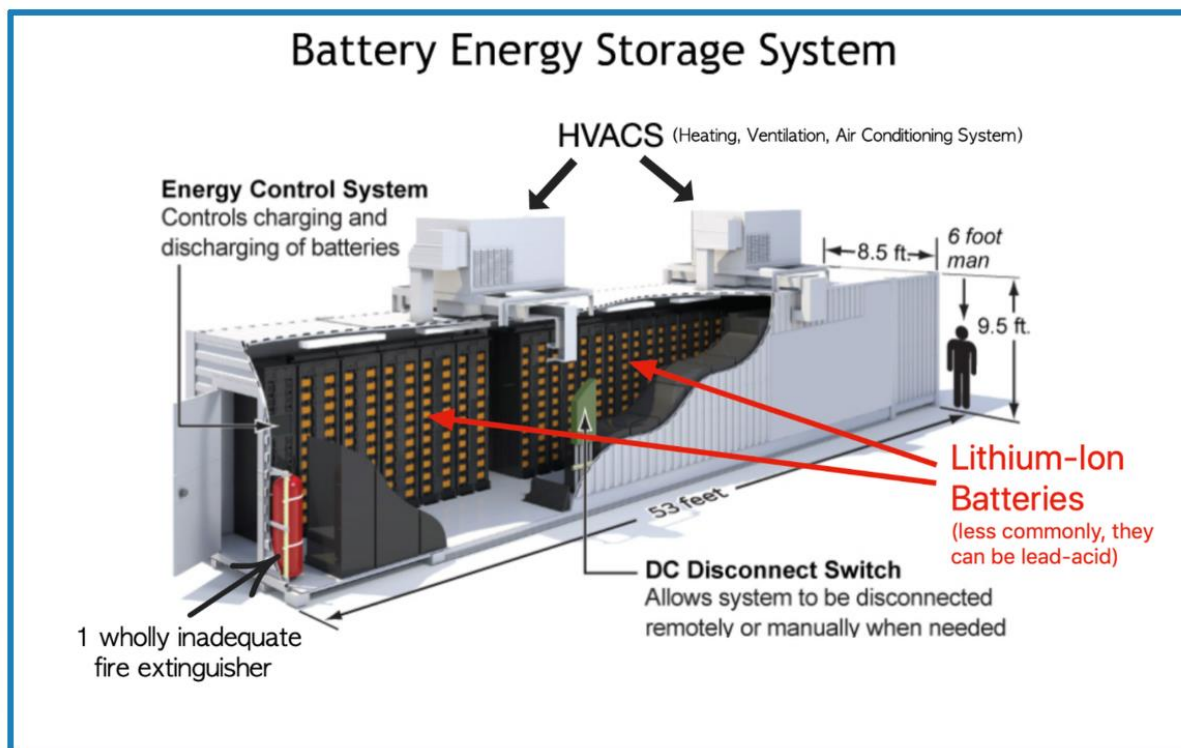 Battery Energy Storage System
HVACS (Heating, Ventilation, Air Conditioning System)
Energy Control System
Controls charging and
discharging of batteries
8.5 ft.
6 foot
man
9.5 ft.
Lithium-Ion
Batteries
(less commonly, they
can be lead-acid)
53 feet
DC Disconnect Switch
Allows system to be disconnected
remotely or manually when needed
1 wholly inadequate
fire extinguisher